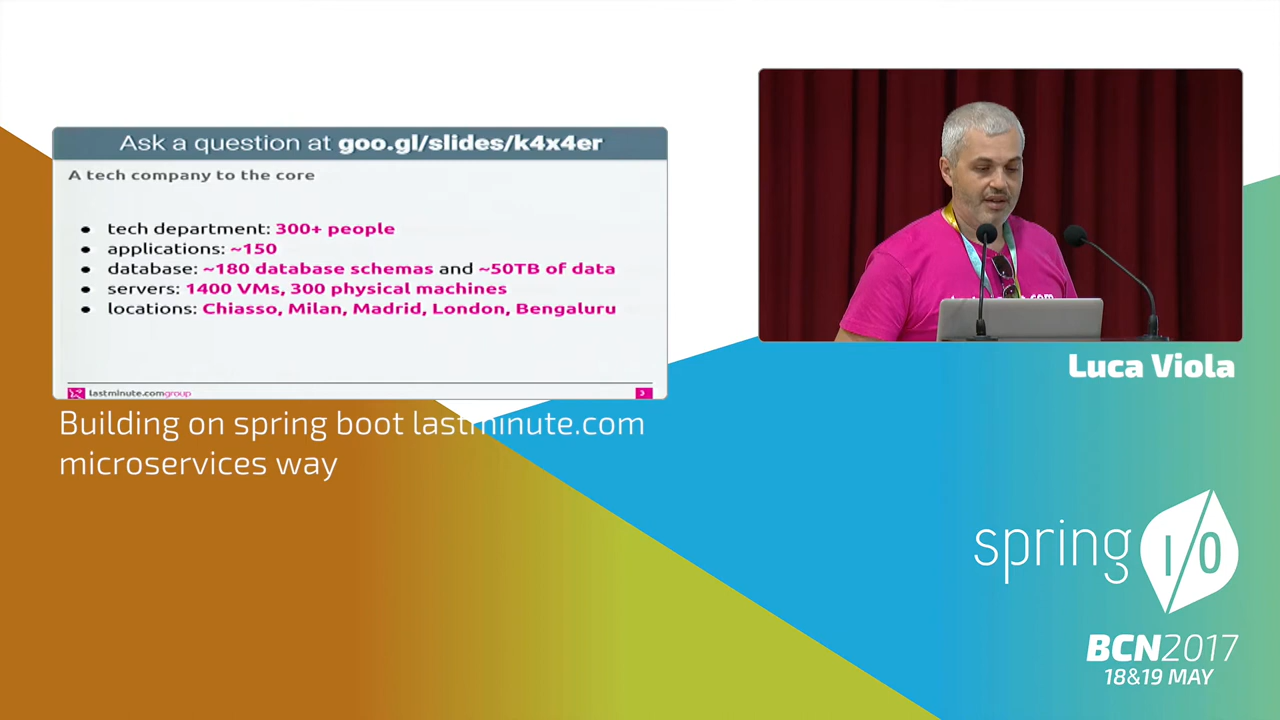 Ask a question at goo.gl/slides/k4x4er
A tech company to the core
● tech department: 300+ people
● applications: ~150
● database: ~180 database schemas and ~50TB of data
● servers: 1400 VMs, 300 physical machines
● locations: Chiasso, Milan, Madrid, London, Bengaluru
lastminute.comgroup
3
Luca Viola
Building on spring boot lastminute.com
microservices way
spring I/O
BCN2017
18&19 MAY